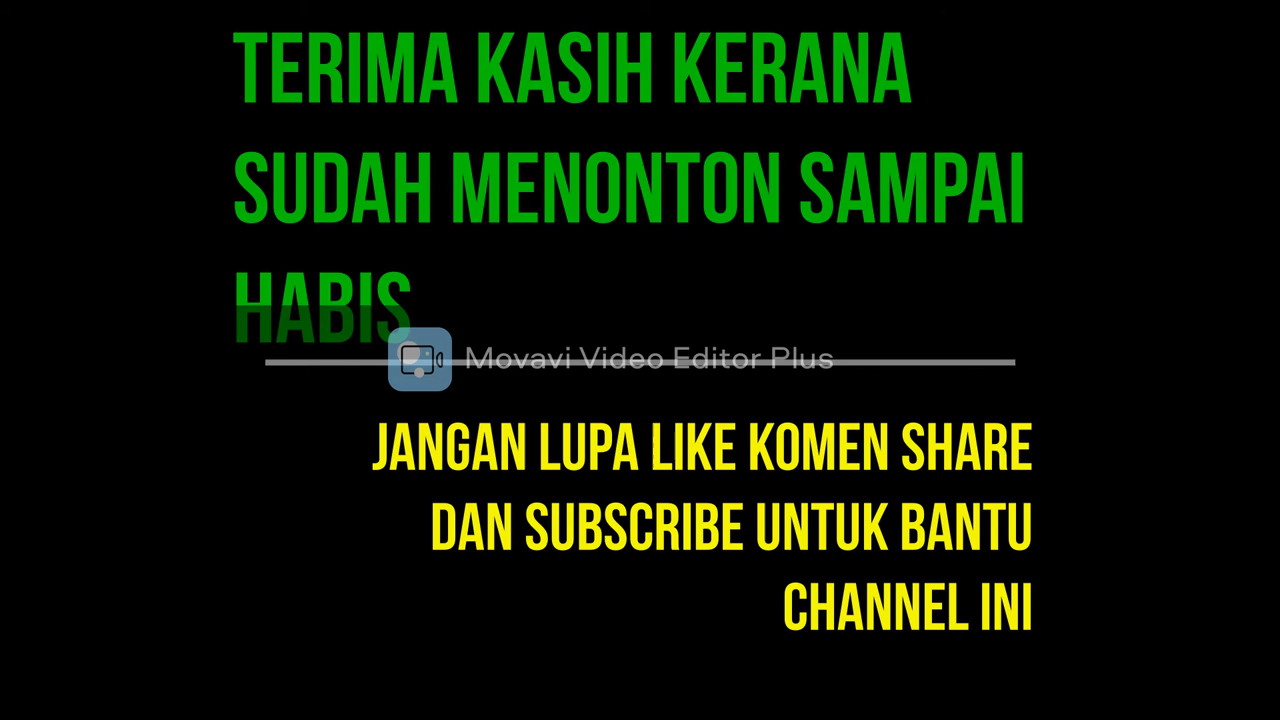 TERIMA KASIH KERANA
SUDAH MENONTON SAMPAI
HABIS
Movavi Video Editor Plus
JANGAN LUPA LIKE KOMEN SHARE
DAN SUBSCRIBE UNTUK BANTU
CHANNEL INI